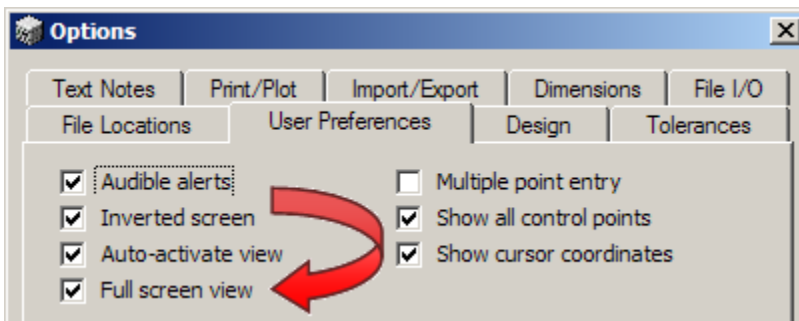 Options
Text Notes Print/Plot Import/Export Dimensions File I/O
File Locations User Preferences Design Tolerances
Audible alerts Multiple point entry
Inverted screen Show all control points
Auto-activate view Show cursor coordinates
Full screen view